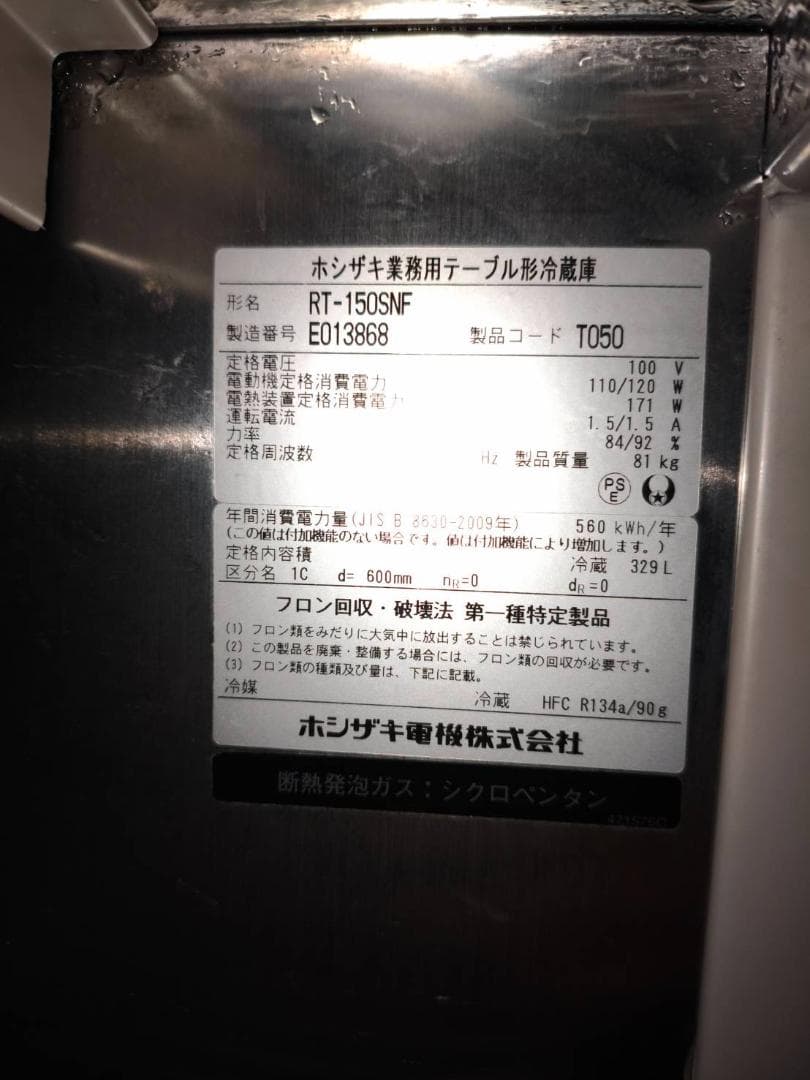 ホシザキ業務用テーブル形冷蔵庫
形名 RT-150SNF
製造番号 E013868 製品コード T050
定格電圧 100 V
電動機定格消費電力 110/120 W
電熱装置定格消費電力 171 W
運転電流 1.5/1.5 A
力率 84/92 %
定格周波数 Hz 製品質量 81 kg
PS
E
年間消費電力量(JIS B 8630-2009年) 560 kWh/年
(この値は付加機能のない場合です。値は付加機能により増加します。)
定格内容積 冷蔵 329 L
区分名 1C d= 600mm nR=0 dR=0
フロン回収・破壊法 第一種特定製品
(1) フロン類をみだりに大気中に放出することは禁じられています。
(2) この製品を廃棄・整備する場合には、フロン類の回収が必要です。
(3) フロン類の種類及び量は、下記に記載。
冷媒 冷蔵 HFC R134a/90g
ホシザキ電機株式会社
断熱発泡ガス:シクロペンタン